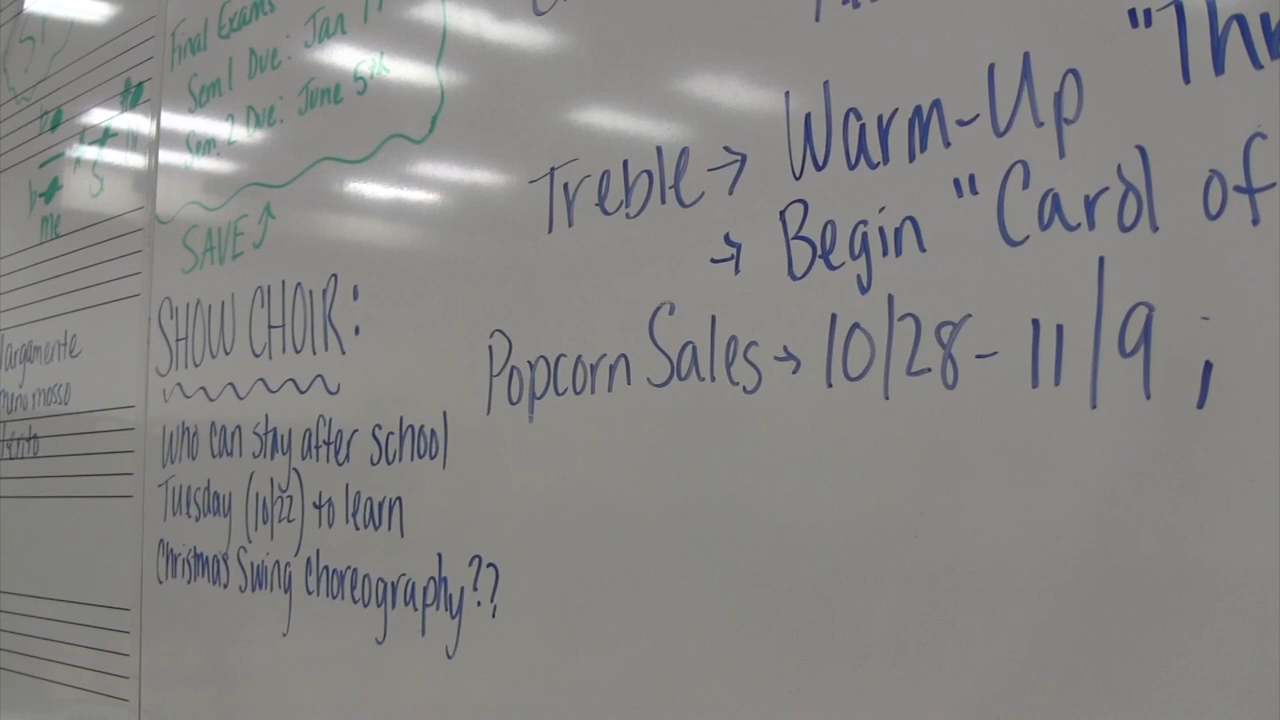 Final Exams
Sem 1 Due: Jan
Sem. 2 Due: June 5th
SAVE
SHOW CHOIR:
Who can stay after school
Tuesday (10/22) to learn
Christmas Swing choreography??
"Thr
Treble → Warm-Up
→ Begin "Carol of
Popcorn Sales → 10/28 - 11/9 ;
largamente
meno mosso
me